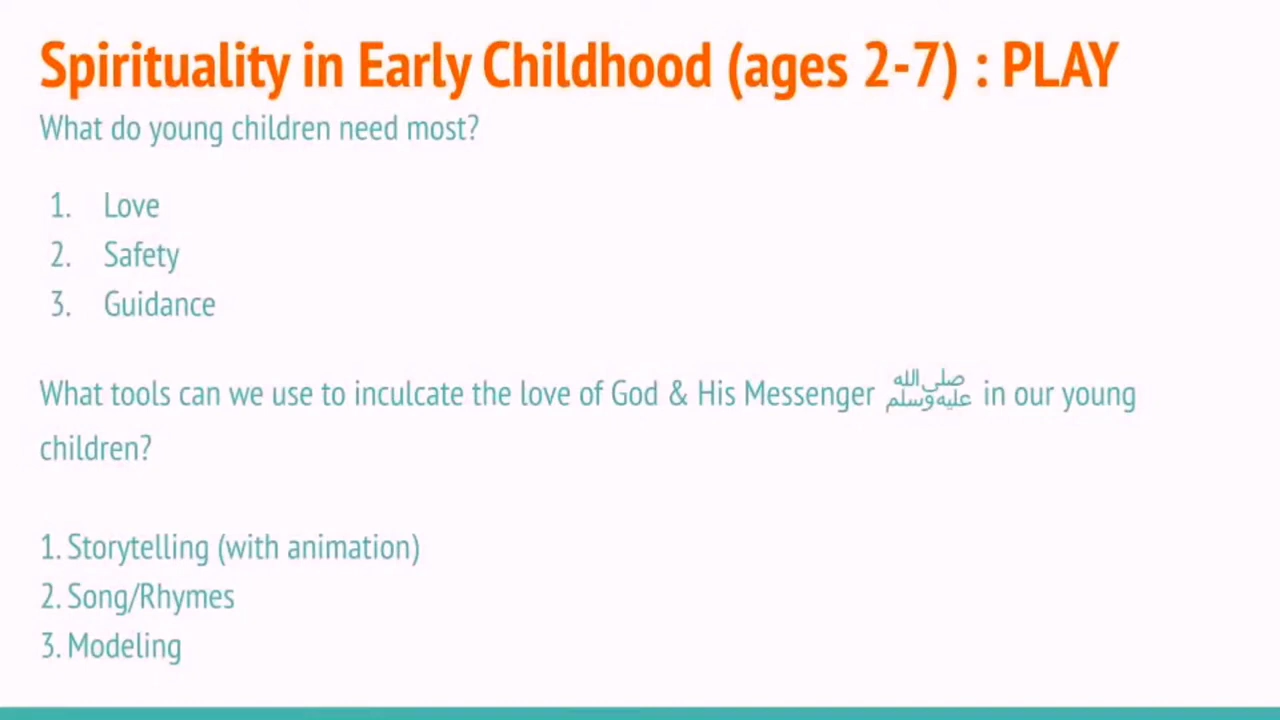 Spirituality in Early Childhood (ages 2-7) : PLAY
What do young children need most?
1. Love
2. Safety
3. Guidance
What tools can we use to inculcate the love of God & His Messenger ﷺ in our young
children?
1. Storytelling (with animation)
2. Song/Rhymes
3. Modeling